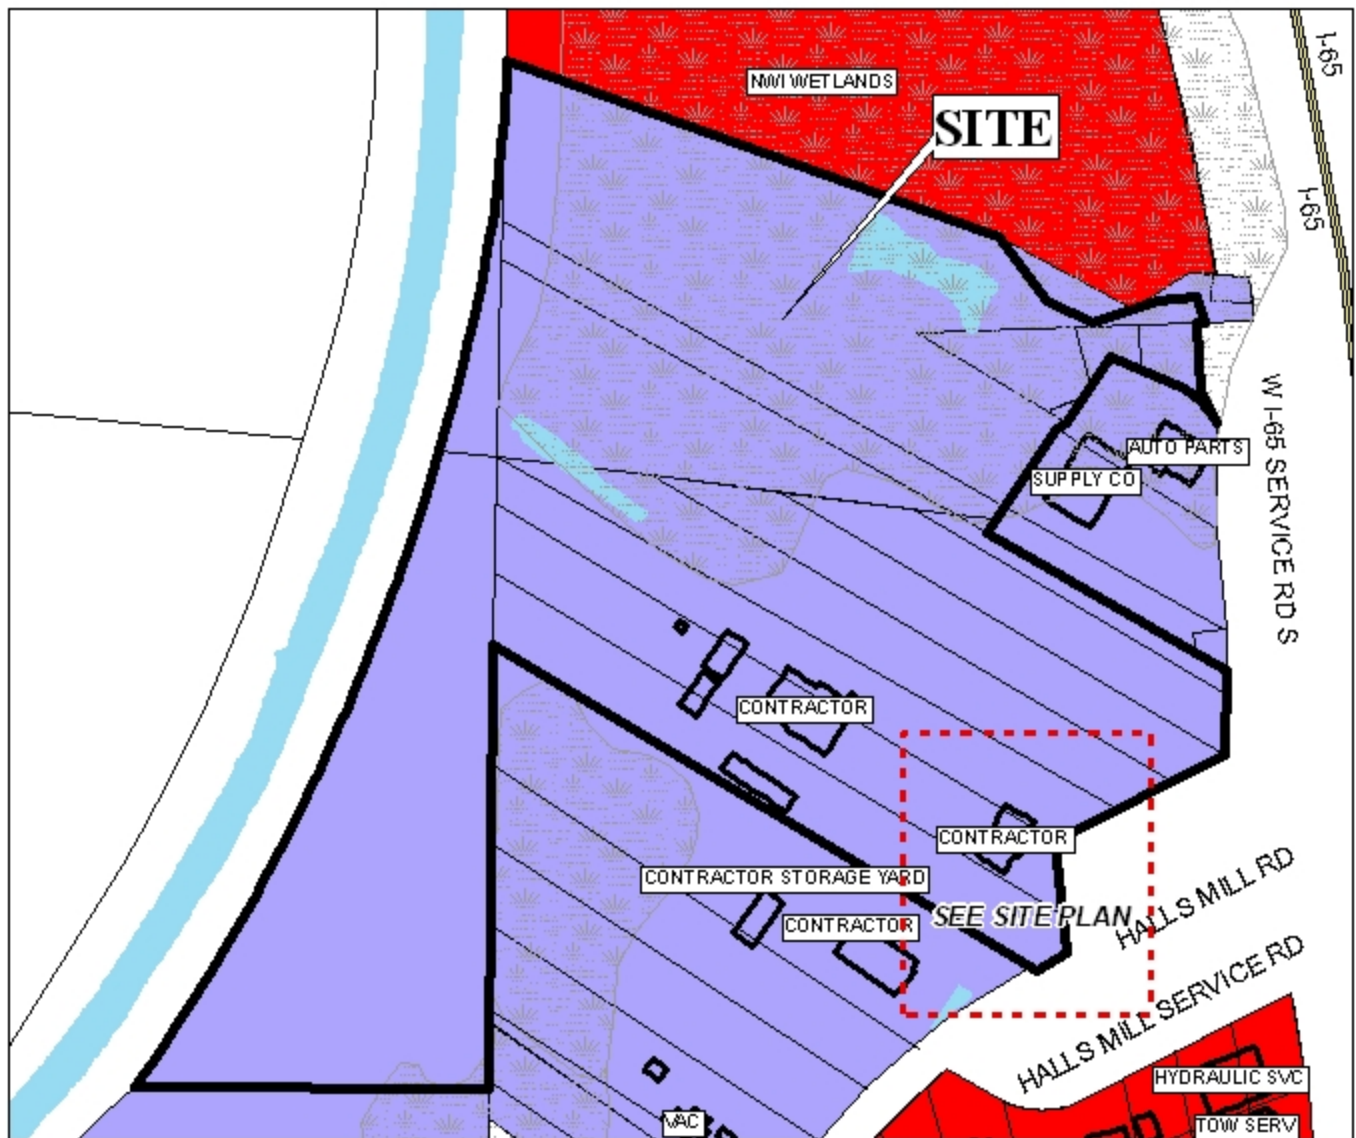 I-65
NWI WETLANDS
SITE
I-65
W I-65 SERVICE RD S
AUTO PARTS
SUPPLY CO
CONTRACTOR
CONTRACTOR
CONTRACTOR STORAGE YARD
SEE SITE PLAN
CONTRACTOR
HALLS MILL RD
HALLS MILL SERVICE RD
HYDRAULIC SVC
VAC
TOW SERV